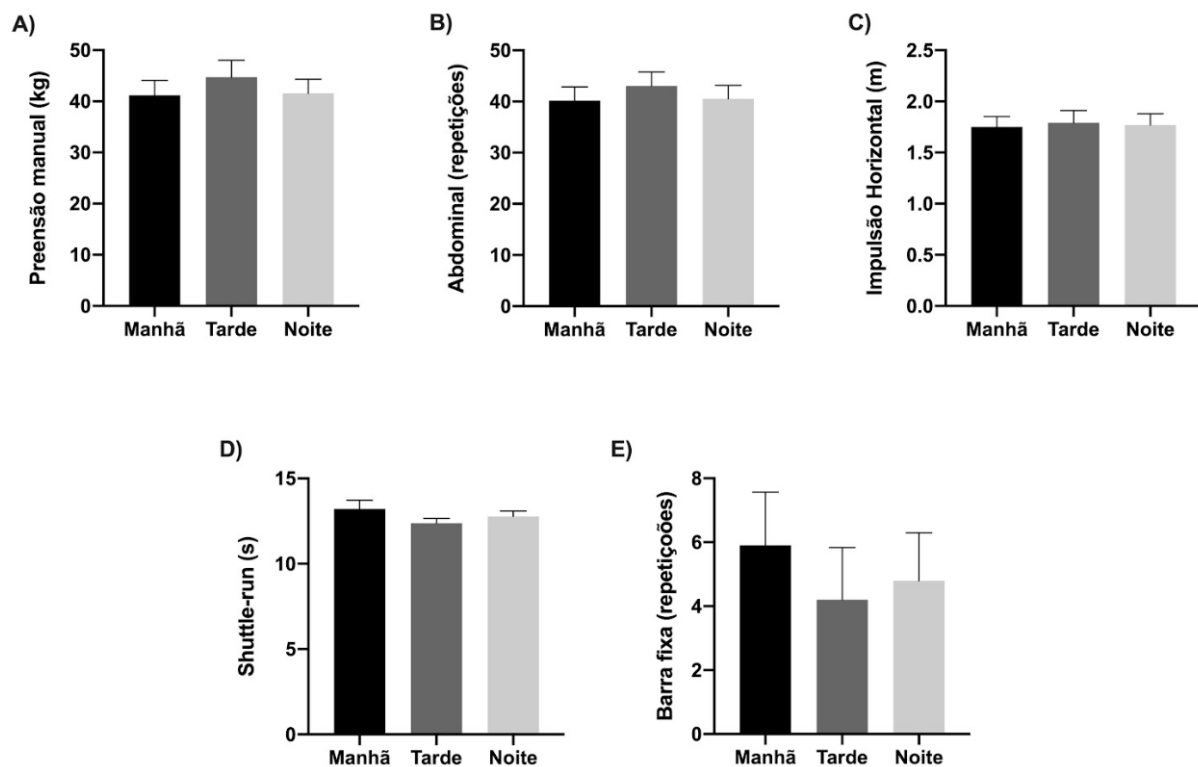 A)
Preensão manual (kg)
50
40
30
20
10
0
Manhã Tarde Noite
B)
Abdominal (repetições)
50
40
30
20
10
0
Manhã Tarde Noite
C)
Impulsão Horizontal (m)
2.5
2.0
1.5
1.0
0.5
0.0
Manhã Tarde Noite
D)
Shuttle-run (s)
15
10
5
0
Manhã Tarde Noite
E)
Barra fixa (repetiçoões)
8
6
4
2
0
Manhã Tarde Noite